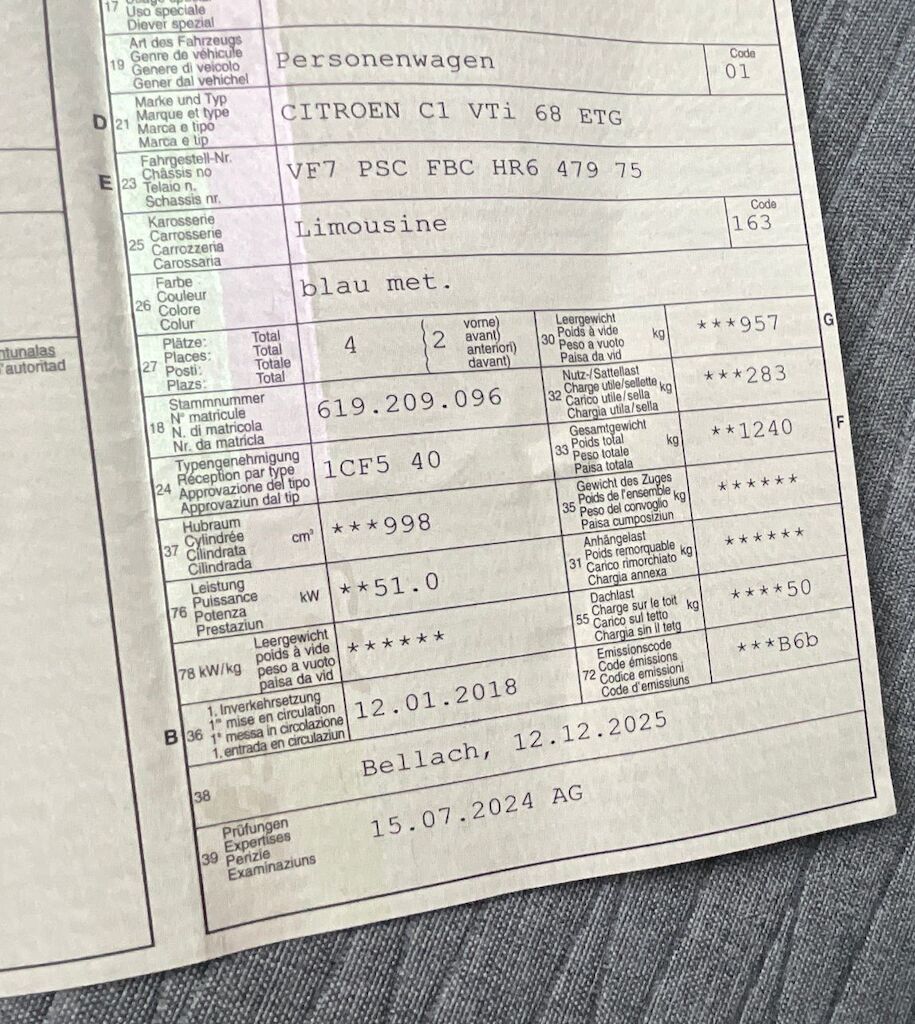 17
Uso speciale
Diever spezial
19
Art des Fahrzeugs
Genre de véhicule
Genere di veicolo
Gener dal vehichel
Personenwagen
Code
01
D
21
Marke und Typ
Marque et type
Marca e tipo
Marca e tip
CITROEN C1 VTi 68 ETG
E
23
Fahrgestell-Nr.
Châssis no
Telaio n.
Schassis nr.
VF7 PSC FBC HR6 479 75
25
Karosserie
Carrosserie
Carrozzeria
Carossaria
Limousine
Code
163
26
Farbe
Couleur
Colore
Colur
blau met.
27
Plätze: Total
Places: Total
Posti: Totale
Plazs: Total
4
2
vorne)
avant)
anteriori)
davant)
30
Leergewicht
Poids à vide
Peso a vuoto
Paisa da vid
kg
***957
G
18
Stammnummer
N° matricule
N. di matricola
Nr. da matricla
619.209.096
32
Nutz-/Sattellast
Charge utile/sellette
Carico utile/sella
Chargia utila/sella
kg
***283
24
Typengenehmigung
Réception par type
Approvazione del tipo
Approvaziun dal tip
1CF5 40
33
Gesamtgewicht
Poids total
Peso totale
Paisa totala
kg
**1240
F
37
Hubraum
Cylindrée
Cilindrata
Cilindrada
cm³
***998
35
Gewicht des Zuges
Poids de l'ensemble
Peso del convoglio
Paisa cumposiziun
kg
******
76
Leistung
Puissance
Potenza
Prestaziun
kW
**51.0
31
Anhängelast
Poids remorquable
Carico rimorchiato
Chargia annexa
kg
******
78 kW/kg
Leergewicht
poids à vide
peso a vuoto
paisa da vid
******
55
Dachlast
Charge sur le toit
Carico sul tetto
Chargia sin il tetg
kg
****50
B
36
1. Inverkehrsetzung
1re mise en circulation
1a messa in circolazione
1. entrada en circulaziun
12.01.2018
72
Emissionscode
Code émissions
Codice emissioni
Code d'emissiuns
***B6b
38
Bellach, 12.12.2025
39
Prüfungen
Expertises
Perizie
Examinaziuns
15.07.2024 AG